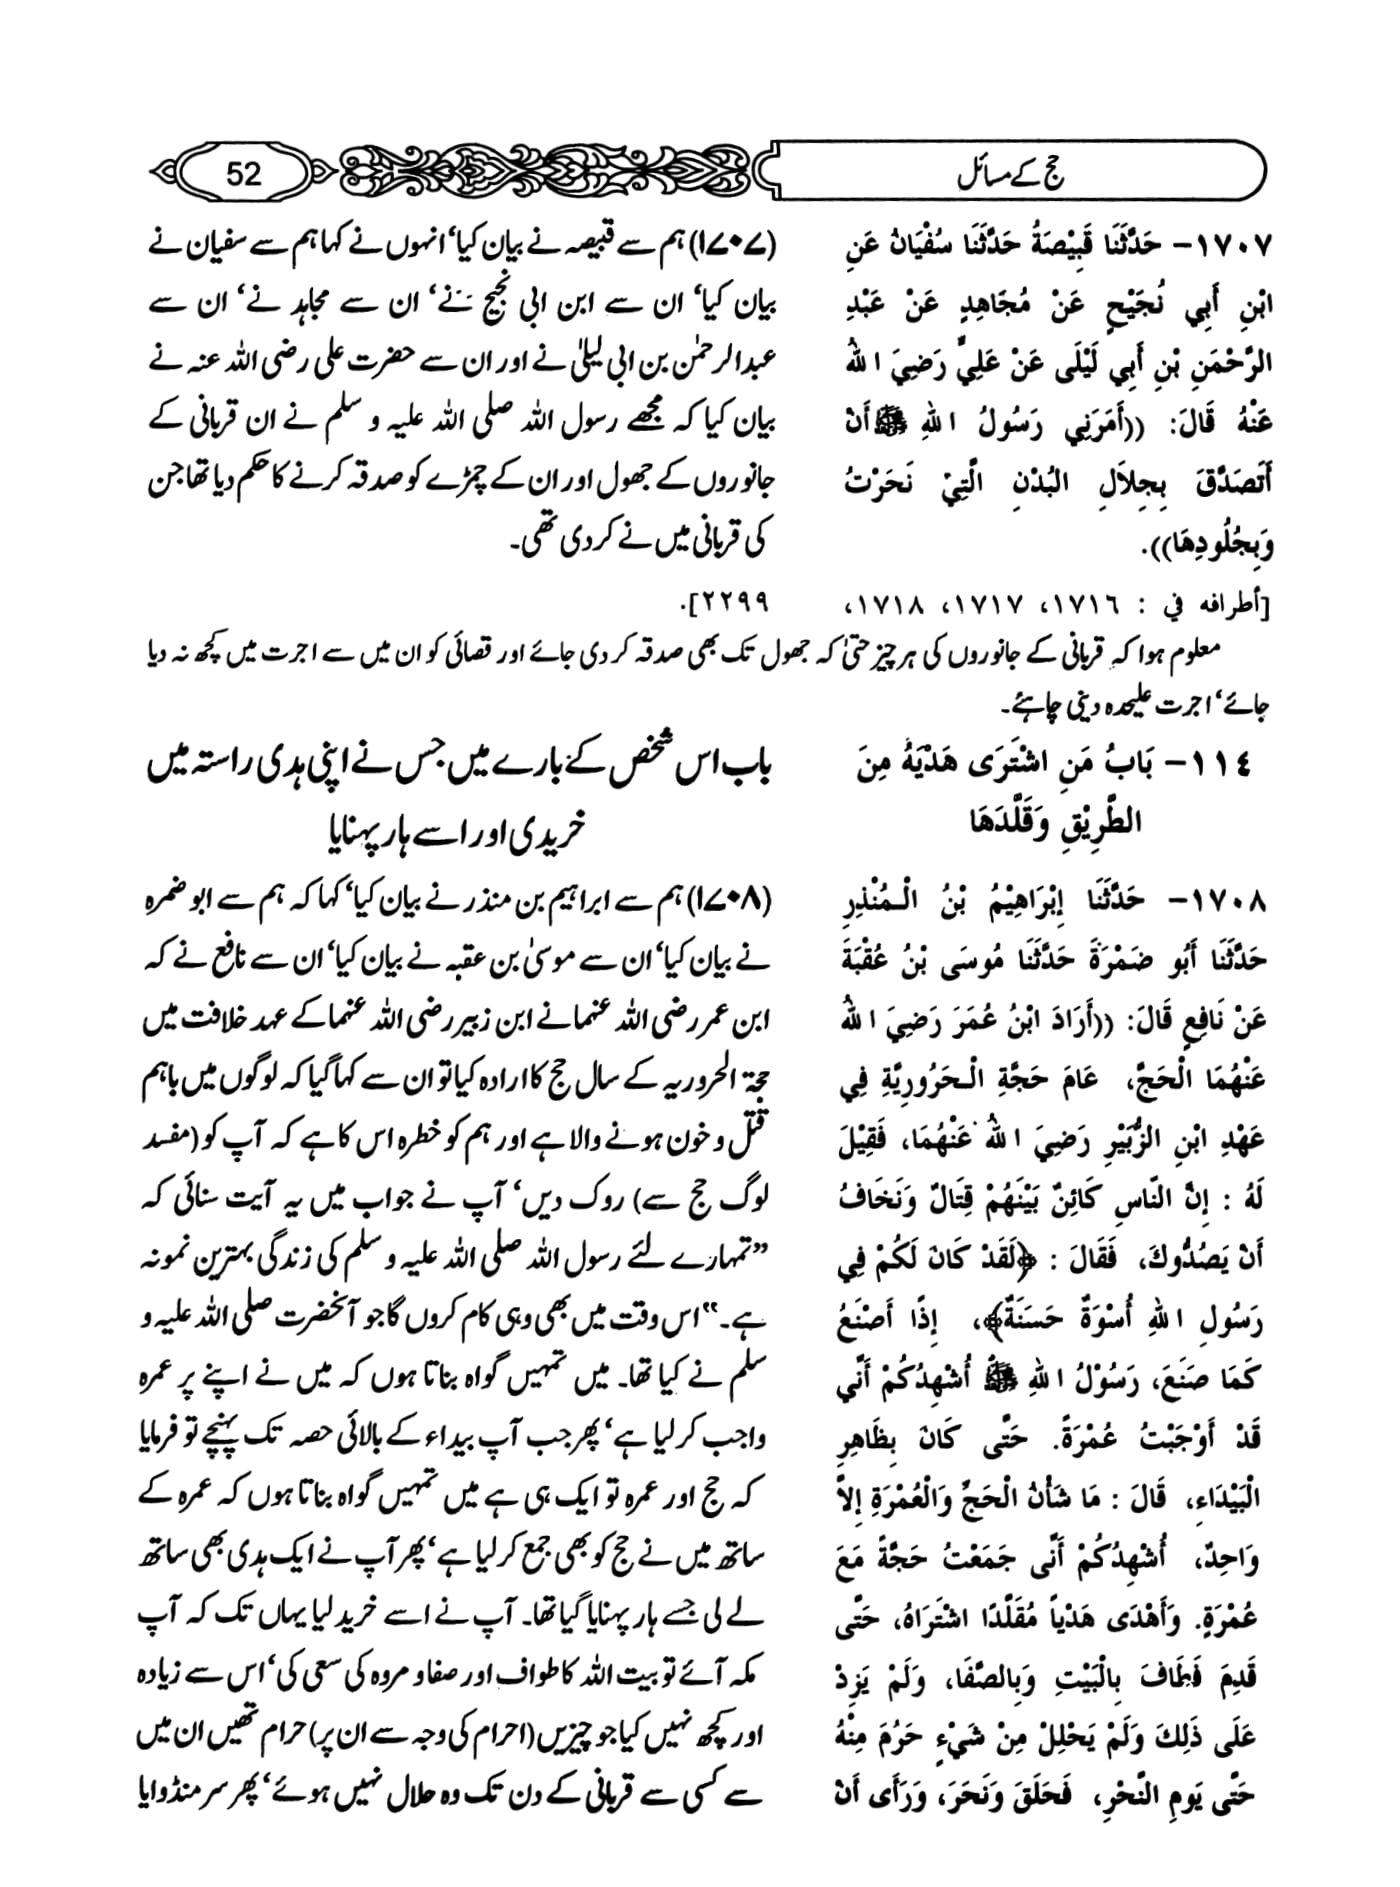 حج کے مسائل
52
١٧٠٧- حَدَّثَنَا قَبِيْصَةُ حَدَّثَنَا سُفْيَانُ عَنِ
ابْنِ أَبِي نُجَيْحٍ عَنْ مُجَاهِدٍ عَنْ عَبْدِ
الرَّحْمَنِ بْنِ أَبِي لَيْلَى عَنْ عَلِيٍّ رَضِيَ اللهُ
عَنْهُ قَالَ: ((أَمَرَنِي رَسُولُ اللهِ ﷺ أَنْ
أَتَصَدَّقَ بِجِلاَلِ الْبُدْنِ الَّتِيْ نَحَرْتُ
وَبِجُلُودِهَا)).
[أطرافه في : ١٧١٦، ١٧١٧، ١٧١٨،
٢٢٩٩].
(۱۷۰۷) ہم سے قبیصہ نے بیان کیا‘ انہوں نے کہا ہم سے سفیان نے
بیان کیا‘ ان سے ابن ابی نجیح نے‘ ان سے مجاہد نے‘ ان سے
عبدالرحمٰن بن ابی لیلیٰ نے اور ان سے حضرت علی رضی اللہ عنہ نے
بیان کیا کہ مجھے رسول اللہ صلی اللہ علیہ و سلم نے ان قربانی کے
جانوروں کے جھول اور ان کے چمڑے کو صدقہ کرنے کا حکم دیا تھا جن
کی قربانی میں نے کر دی تھی۔
معلوم ہوا کہ قربانی کے جانوروں کی ہر چیز حتیٰ کہ جھول تک بھی صدقہ کر دی جائے اور قصائی کو ان میں سے اجرت میں کچھ نہ دیا
جائے‘ اجرت علیحدہ دینی چاہئے۔
١١٤- بَابُ مَنِ اشْتَرَى هَدْيَهُ مِنَ
الطَّرِيْقِ وَقَلَّدَهَا
باب اس شخص کے بارے میں جس نے اپنی ہدی راستہ میں
خریدی اور اسے ہار پہنایا
١٧٠٨- حَدَّثَنَا إِبْرَاهِيْمُ بْنُ الْـمُنْذِرِ
حَدَّثَنَا أَبُو ضَمْرَةَ حَدَّثَنَا مُوسَى بْنُ عُقْبَةَ
عَنْ نَافِعٍ قَالَ: ((أَرَادَ ابْنُ عُمَرَ رَضِيَ اللهُ
عَنْهُمَا الْحَجَّ، عَامَ حَجَّةِ الْـحَرُورِيَّةِ فِي
عَهْدِ ابْنِ الزُّبَيْرِ رَضِيَ اللهُ عَنْهُمَا، فَقِيْلَ
لَهُ : إِنَّ النَّاسِ كَائِنٌ بَيْنَهُمْ قِتَالٌ وَنَخَافُ
أَنْ يَصُدُّوكَ، فَقَالَ : ﴿لَقَدْ كَانَ لَكُمْ فِي
رَسُولِ اللهِ أُسْوَةٌ حَسَنَةٌ﴾، إِذًا أَصْنَعُ
كَمَا صَنَعَ، رَسُوْلُ اللهِ ﷺ أُشْهِدُكُمْ أَنِّي
قَدْ أَوْجَبْتُ عُمْرَةً. حَتَّى كَانَ بِظَاهِرِ
الْبَيْدَاءِ، قَالَ : مَا شَأْنُ الْحَجِّ وَالْعُمْرَةِ إِلاَّ
وَاحِدٌ، أُشْهِدُكُمْ أَنِّى جَمَعْتُ حَجَّةً مَعَ
عُمْرَةٍ. وَأَهْدَى هَدْياً مُقَلَّدًا اشْتَرَاهُ، حَتَّى
قَدِمَ فَطَافَ بِالْبَيْتِ وَبِالصَّفَا، وَلَمْ يَزِدْ
عَلَى ذَلِكَ وَلَمْ يَحْلِلْ مِنْ شَيْءٍ حَرُمَ مِنْهُ
حَتَّى يَومِ النَّحْرِ، فَحَلَقَ وَنَحَرَ، وَرَأَى أَنْ
(۱۷۰۸) ہم سے ابراہیم بن منذر نے بیان کیا‘ کہا کہ ہم سے ابو ضمرہ
نے بیان کیا‘ ان سے موسیٰ بن عقبہ نے بیان کیا‘ ان سے نافع نے کہ
ابن عمر رضی اللہ عنہما نے ابن زبیر رضی اللہ عنہما کے عہد خلافت میں
حجۃ الحروریہ کے سال حج کا ارادہ کیا تو ان سے کہا گیا کہ لوگوں میں باہم
قتل و خون ہونے والا ہے اور ہم کو خطرہ اس کا ہے کہ آپ کو (مفسد
لوگ حج سے) روک دیں‘ آپ نے جواب میں یہ آیت سنائی کہ
”تمہارے لئے رسول اللہ صلی اللہ علیہ و سلم کی زندگی بہترین نمونہ
ہے۔“ اس وقت میں بھی وہی کام کروں گا جو آنحضرت صلی اللہ علیہ و
سلم نے کیا تھا۔ میں تمہیں گواہ بناتا ہوں کہ میں نے اپنے پر عمرہ
واجب کر لیا ہے‘ پھر جب آپ بیداء کے بالائی حصہ تک پہنچے تو فرمایا
کہ حج اور عمرہ تو ایک ہی ہے میں تمہیں گواہ بناتا ہوں کہ عمرہ کے
ساتھ میں نے حج کو بھی جمع کر لیا ہے‘ پھر آپ نے ایک ہدی بھی ساتھ
لے لی جسے ہار پہنایا گیا تھا۔ آپ نے اسے خرید لیا یہاں تک کہ آپ
مکہ آئے تو بیت اللہ کا طواف اور صفا و مروہ کی سعی کی‘ اس سے زیادہ
اور کچھ نہیں کیا جو چیزیں (احرام کی وجہ سے ان پر) حرام تھیں ان میں
سے کسی سے قربانی کے دن تک وہ حلال نہیں ہوئے‘ پھر سر منڈوایا